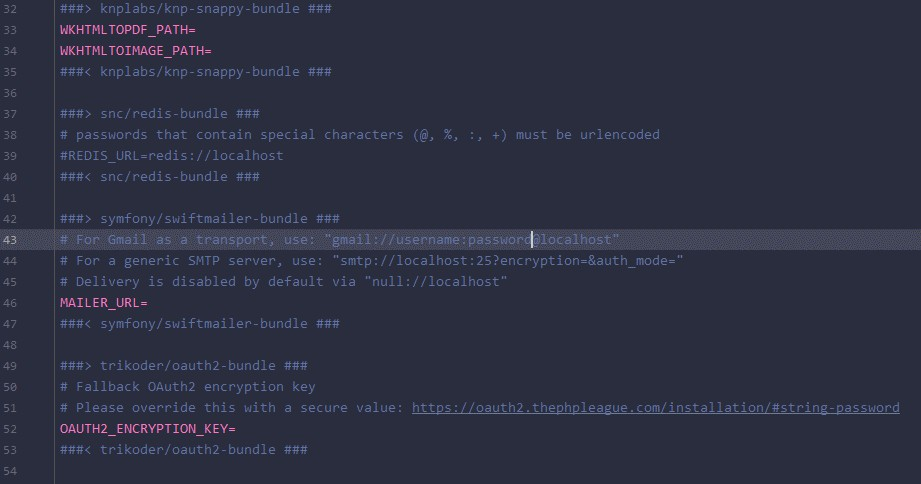 32 ###> knplabs/knp-snappy-bundle ###
33 WKHTMLTOPDF_PATH=
34 WKHTMLTOIMAGE_PATH=
35 ###< knplabs/knp-snappy-bundle ###
36
37 ###> snc/redis-bundle ###
38 # passwords that contain special characters (@, %, :, +) must be urlencoded
39 #REDIS_URL=redis://localhost
40 ###< snc/redis-bundle ###
41
42 ###> symfony/swiftmailer-bundle ###
43 # For Gmail as a transport, use: "gmail://username:password@localhost"
44 # For a generic SMTP server, use: "smtp://localhost:25?encryption=&auth_mode="
45 # Delivery is disabled by default via "null://localhost"
46 MAILER_URL=
47 ###< symfony/swiftmailer-bundle ###
48
49 ###> trikoder/oauth2-bundle ###
50 # Fallback OAuth2 encryption key
51 # Please override this with a secure value: https://oauth2.thephpleague.com/installation/#string-password
52 OAUTH2_ENCRYPTION_KEY=
53 ###< trikoder/oauth2-bundle ###
54